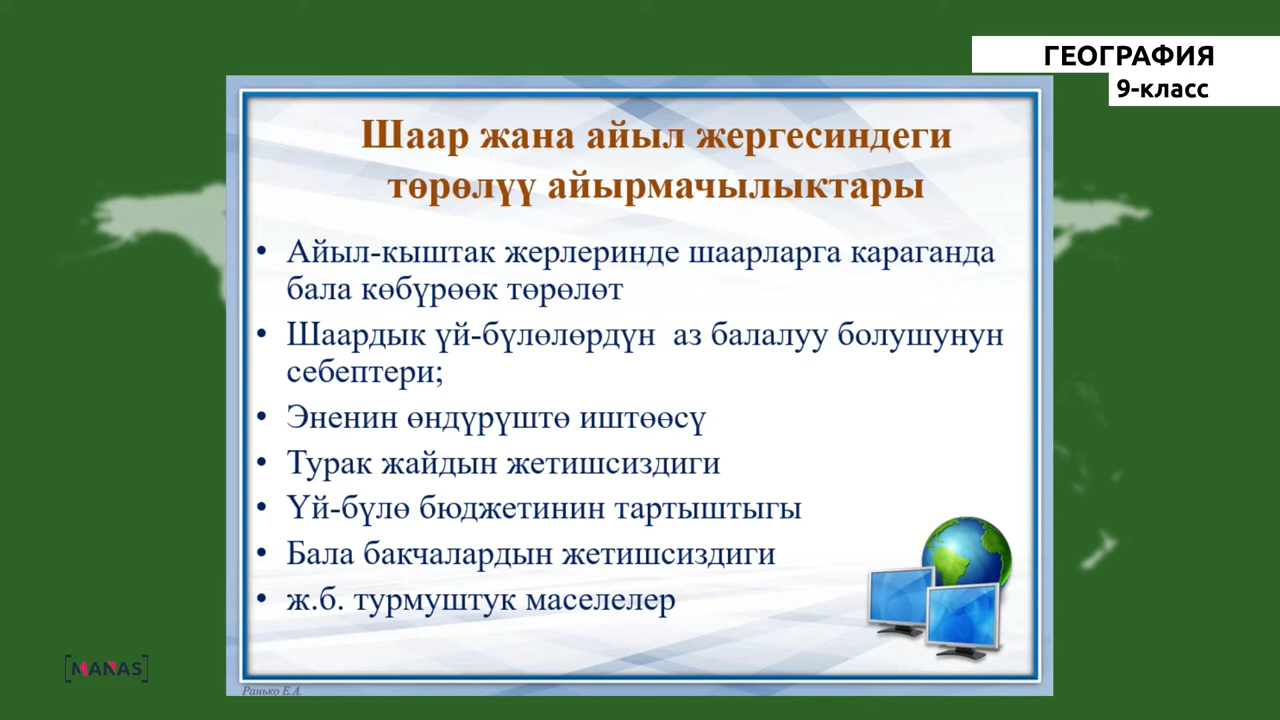 ГЕОГРАФИЯ
9-класс
Шаар жана айыл жергесиндеги
төрөлүү айырмачылыктары
• Айыл-кыштак жерлеринде шаарларга караганда
бала көбүрөөк төрөлөт
• Шаардык үй-бүлөлөрдүн аз балалуу болушунун
себептери;
• Эненин өндүрүштө иштөөсү
• Турак жайдын жетишсиздиги
• Үй-бүлө бюджетинин тартыштыгы
• Бала бакчалардын жетишсиздиги
• ж.б. турмуштук маселелер
[MANAS]
Ранько Е.А.